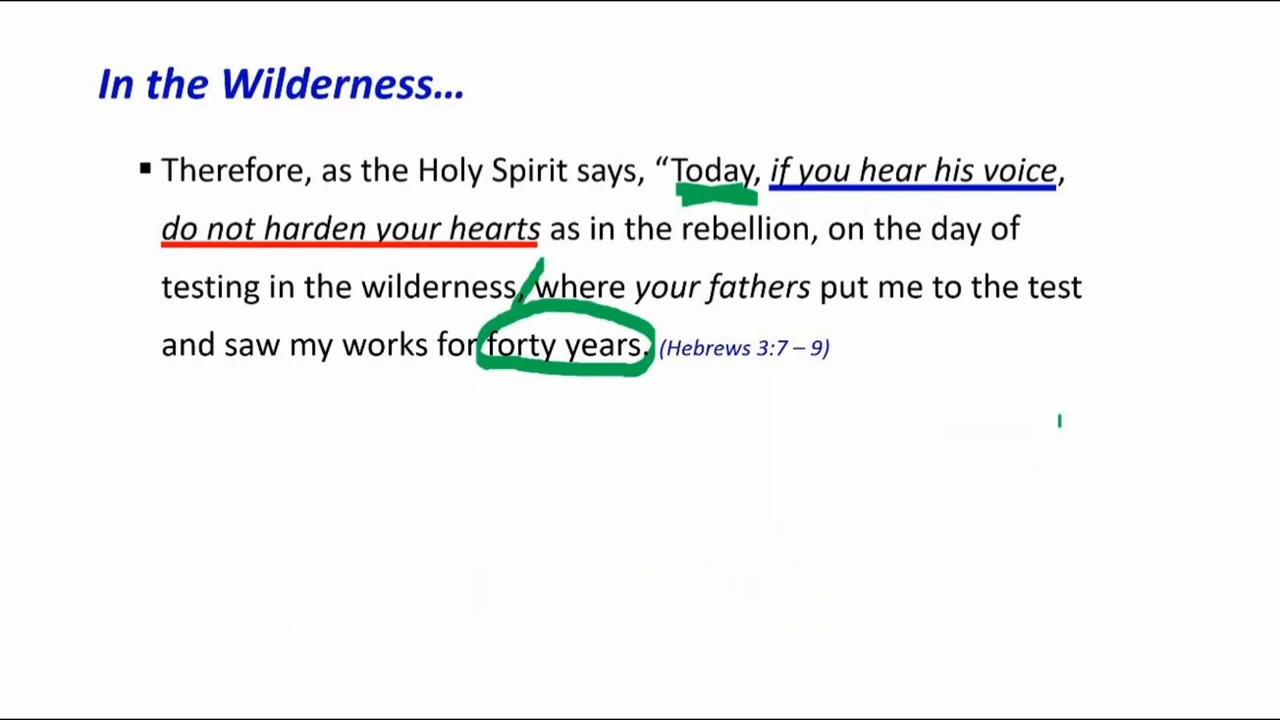 In the Wilderness...
▪ Therefore, as the Holy Spirit says, “Today, if you hear his voice,
do not harden your hearts as in the rebellion, on the day of
testing in the wilderness, where your fathers put me to the test
and saw my works for forty years. (Hebrews 3:7 – 9)